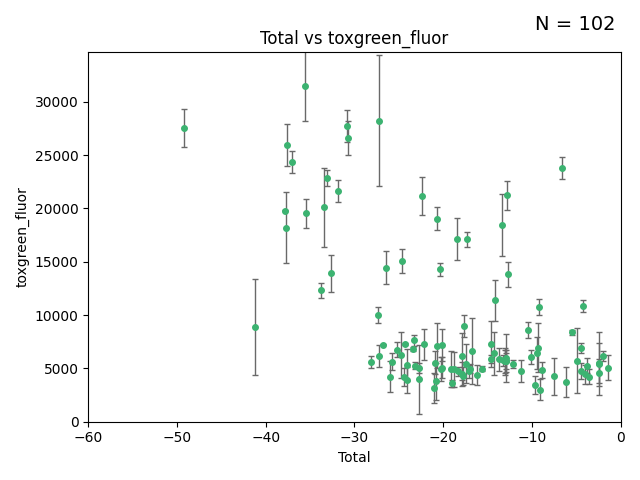 N = 102
Total vs toxgreen_fluor
toxgreen_fluor
30000
25000
20000
15000
10000
5000
0
−60 −50 −40 −30 −20 −10 0
Total